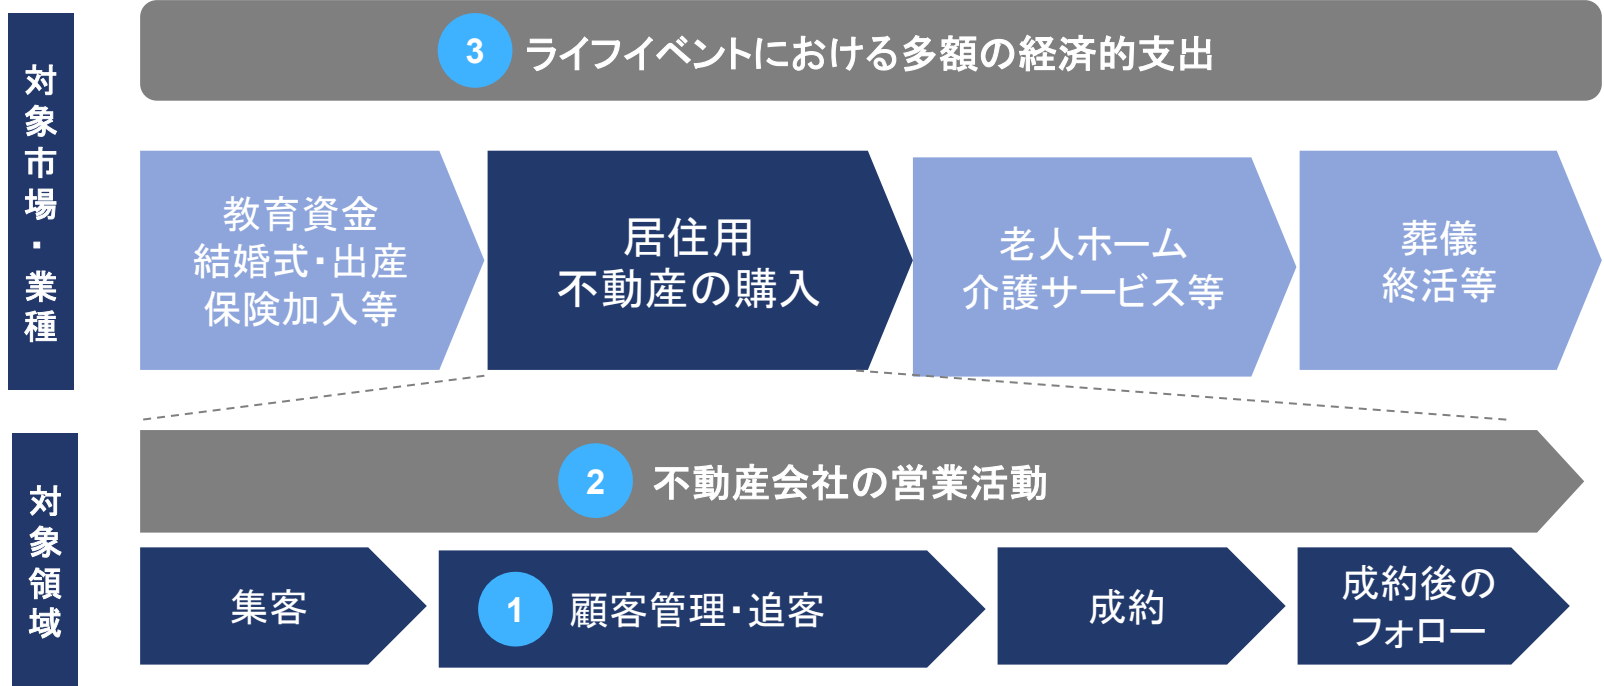 対象市場・業種
3 ライフイベントにおける多額の経済的支出
教育資金
結婚式・出産
保険加入等
居住用
不動産の購入
老人ホーム
介護サービス等
葬儀
終活等
対象領域
2 不動産会社の営業活動
集客
1 顧客管理・追客
成約
成約後の
フォロー